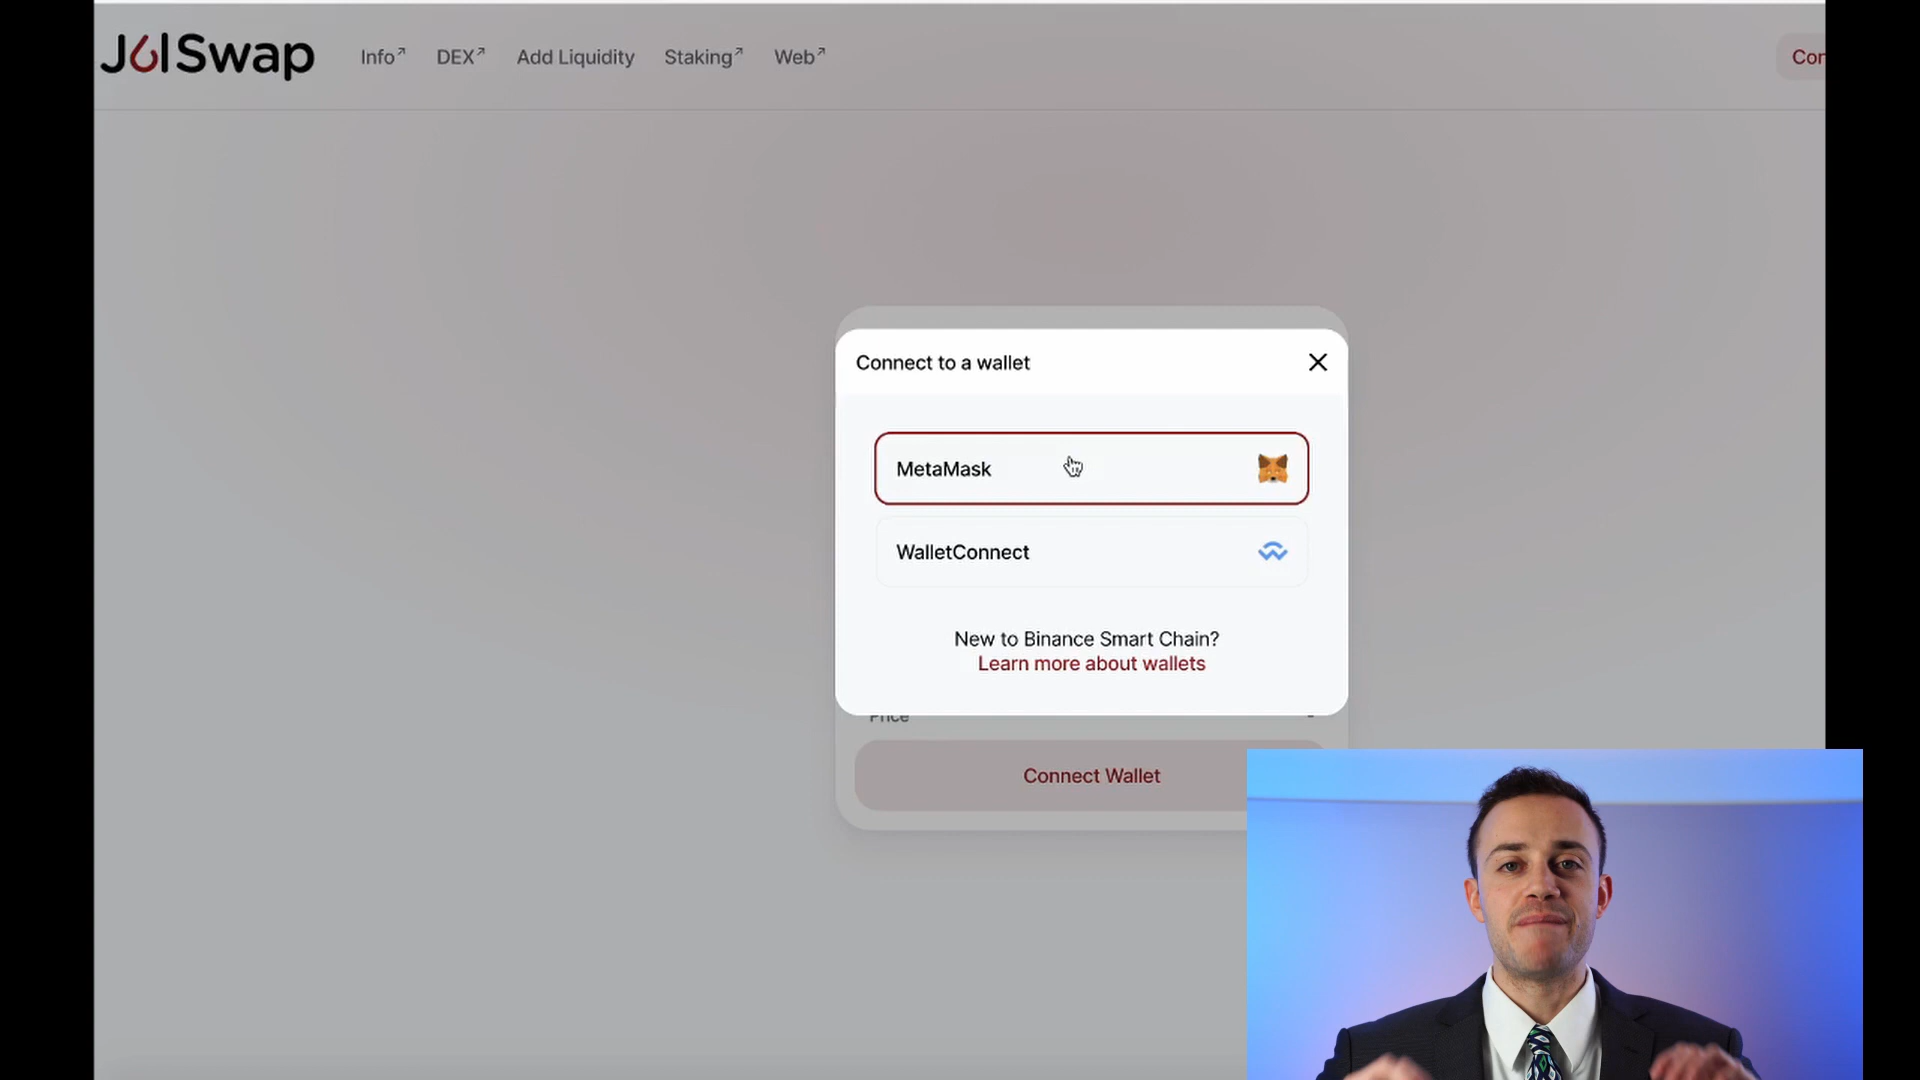 JulSwap
Info↗ DEX↗ Add Liquidity Staking↗ Web↗
Connect to a wallet
MetaMask
WalletConnect
New to Binance Smart Chain?
Learn more about wallets
Price -
Connect Wallet